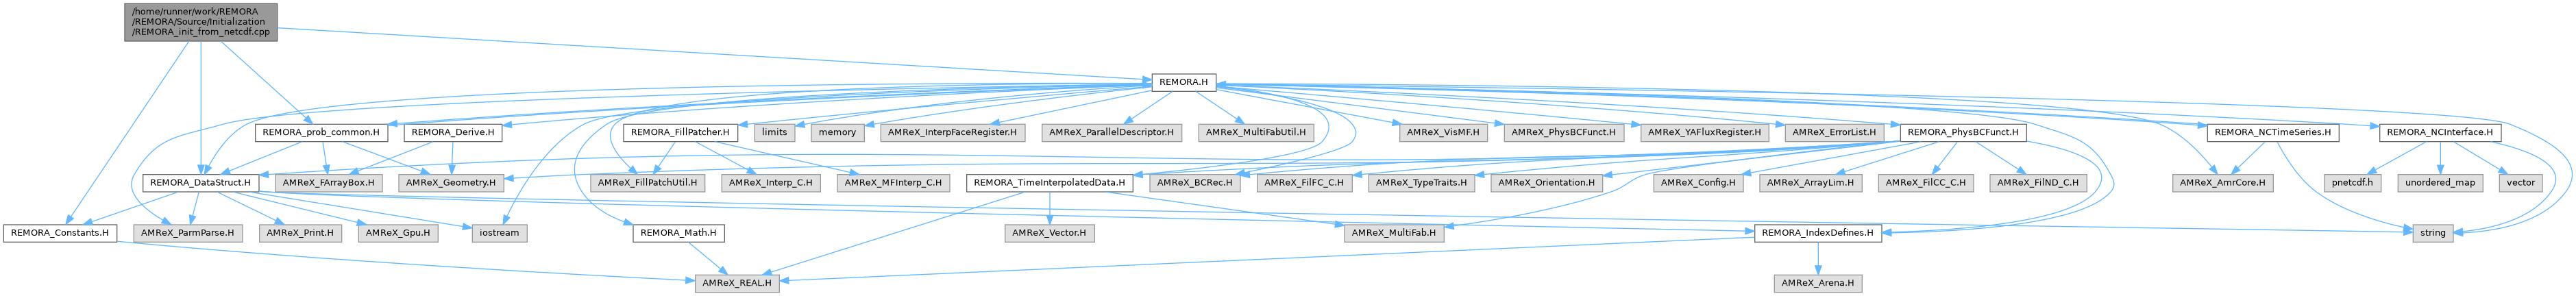 /home/runner/work/REMORA
/REMORA/Source/Initialization
/REMORA_init_from_netcdf.cpp
REMORA.H
REMORA_prob_common.H
REMORA_Derive.H
REMORA_FillPatcher.H
limits
memory
AMReX_InterpFaceRegister.H
AMReX_ParallelDescriptor.H
AMReX_MultiFabUtil.H
AMReX_VisMF.H
AMReX_PhysBCFunct.H
AMReX_YAFluxRegister.H
AMReX_ErrorList.H
REMORA_PhysBCFunct.H
REMORA_NCTimeSeries.H
REMORA_NCInterface.H
REMORA_DataStruct.H
AMReX_FArrayBox.H
AMReX_Geometry.H
AMReX_FillPatchUtil.H
AMReX_Interp_C.H
AMReX_MFInterp_C.H
REMORA_TimeInterpolatedData.H
AMReX_BCRec.H
AMReX_FilFC_C.H
AMReX_TypeTraits.H
AMReX_Orientation.H
AMReX_Config.H
AMReX_ArrayLim.H
AMReX_FilCC_C.H
AMReX_FilND_C.H
AMReX_AmrCore.H
pnetcdf.h
unordered_map
vector
REMORA_Constants.H
AMReX_ParmParse.H
AMReX_Print.H
AMReX_Gpu.H
iostream
REMORA_Math.H
AMReX_Vector.H
AMReX_MultiFab.H
REMORA_IndexDefines.H
string
AMReX_REAL.H
AMReX_Arena.H